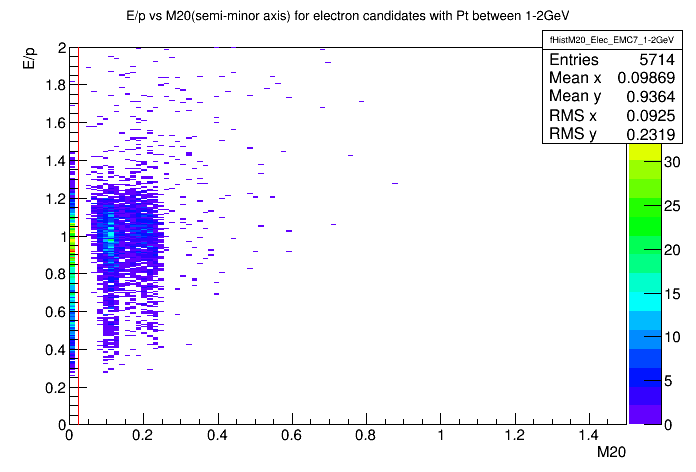 E/p vs M20(semi-minor axis) for electron candidates with Pt between 1-2GeV
fHistM20_Elec_EMC7_1-2GeV
Entries 5714
Mean x 0.09869
Mean y 0.9364
RMS x 0.0925
RMS y 0.2319
E/p
2
1.8
1.6
1.4
1.2
1
0.8
0.6
0.4
0.2
0
30
25
20
15
10
5
0
0 0.2 0.4 0.6 0.8 1 1.2 1.4
M20